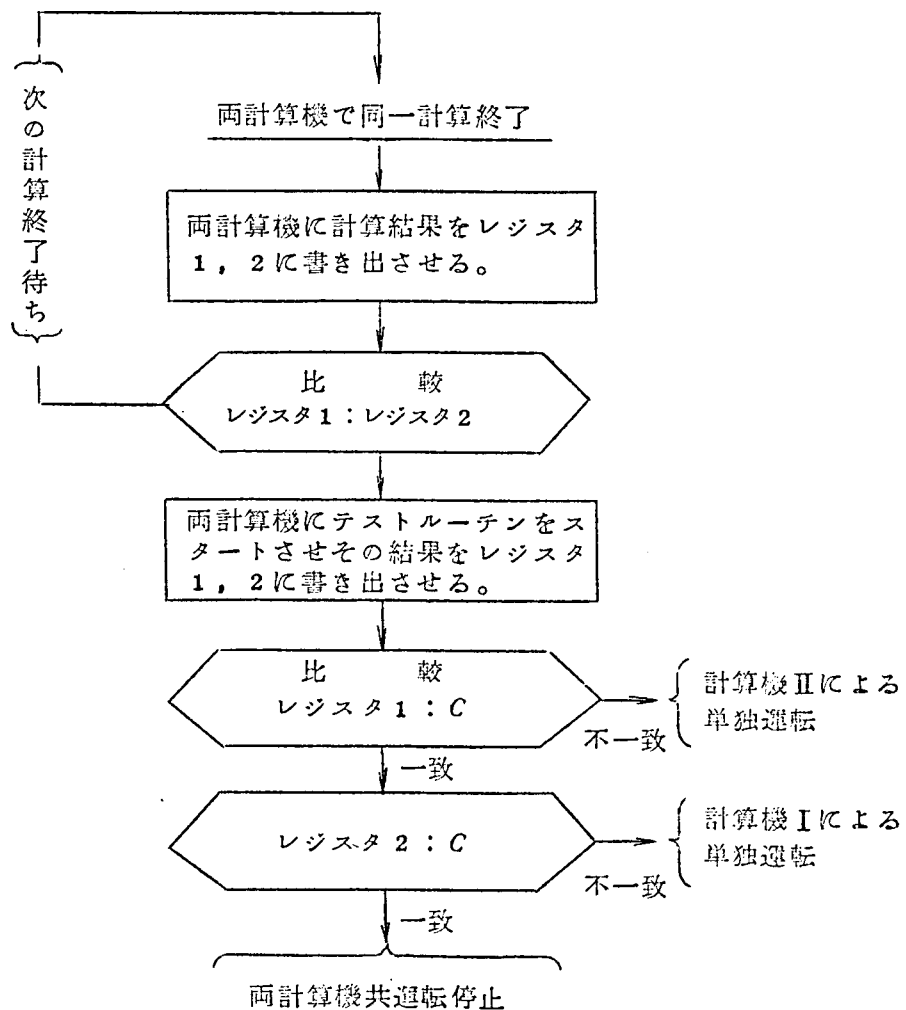 次の計算終了待ち
両計算機で同一計算終了
両計算機に計算結果をレジスタ
1, 2に書き出させる。
比較
レジスタ1:レジスタ2
両計算機にテストルーチンをス
タートさせその結果をレジスタ
1, 2に書き出させる。
比較
レジスタ1:C
不一致
計算機Ⅱによる
単独運転
一致
レジスタ2:C
不一致
計算機Ⅰによる
単独運転
一致
両計算機共運転停止